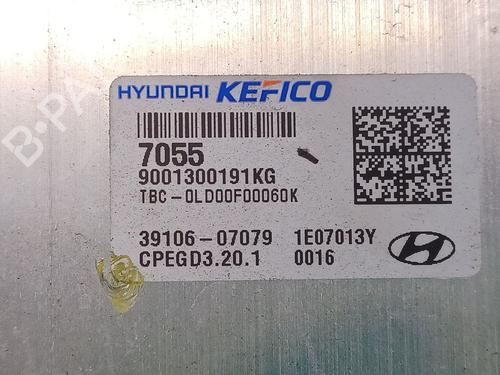 HYUNDAI KEFICO
7055
9001300191KG
TBC-0LD00F00060K
39106-07079 1E07013Y
CPEGD3.20.1 0016
B-PA